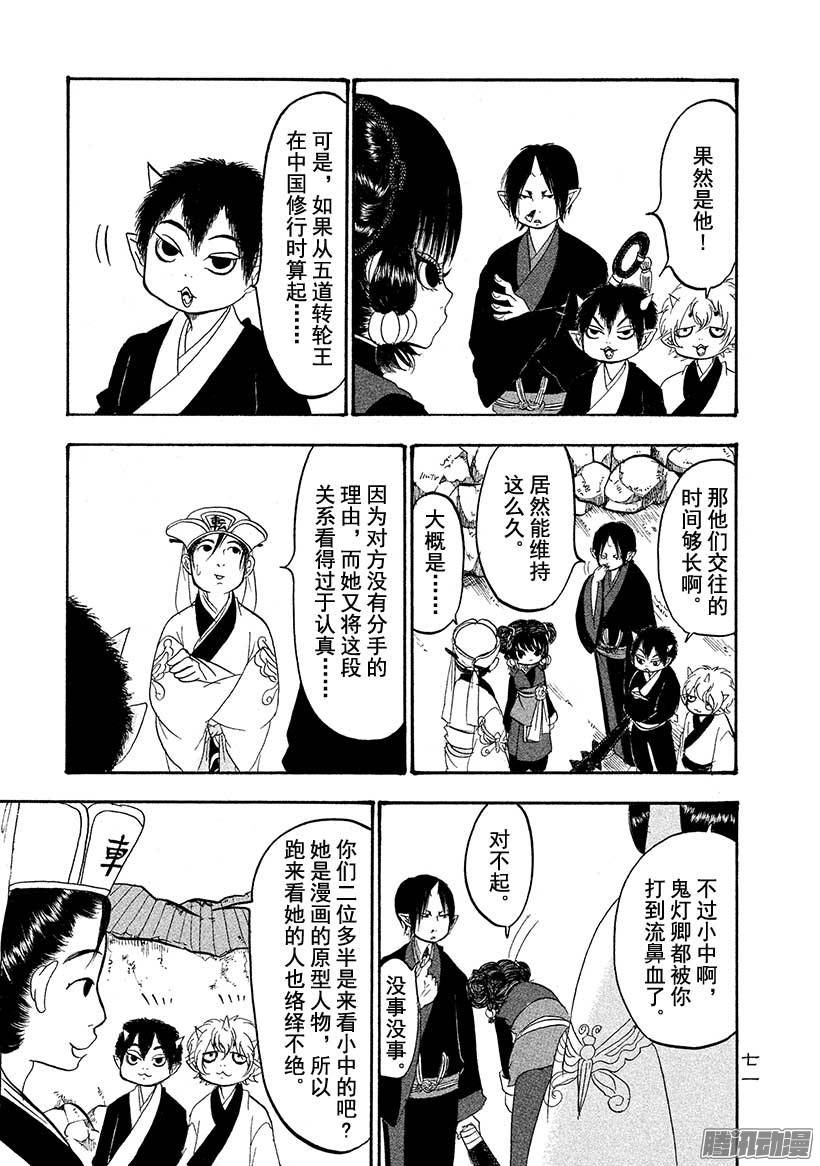 果然是他！
可是，如果从五道转轮王
在中国修行时算起……
那他们交往的
时间够长啊。
居然能维持
这么久。
大概是……
因为对方没有分手的
理由，而她又将这段
关系看得过于认真……
転
不过小中啊，
鬼灯卿都被你
打到流鼻血了。
对不起。
没事没事。
你们二位多半是来看小中的吧？
她是漫画的原型人物，所以
跑来看她的人也络绎不绝。
七一
腾讯动漫